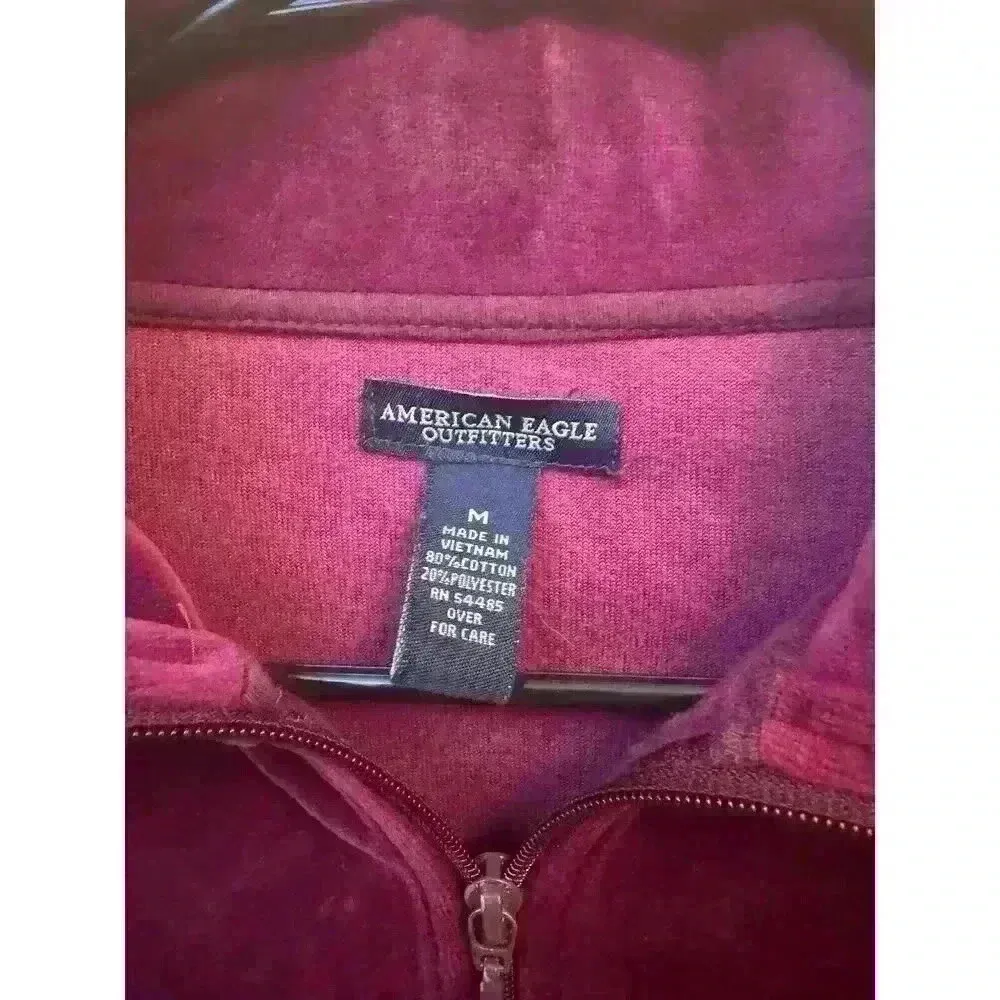 AMERICAN EAGLE
OUTFITTERS
M
MADE IN
VIETNAM
80%COTTON
20%POLYESTER
RN 54485
OVER
FOR CARE